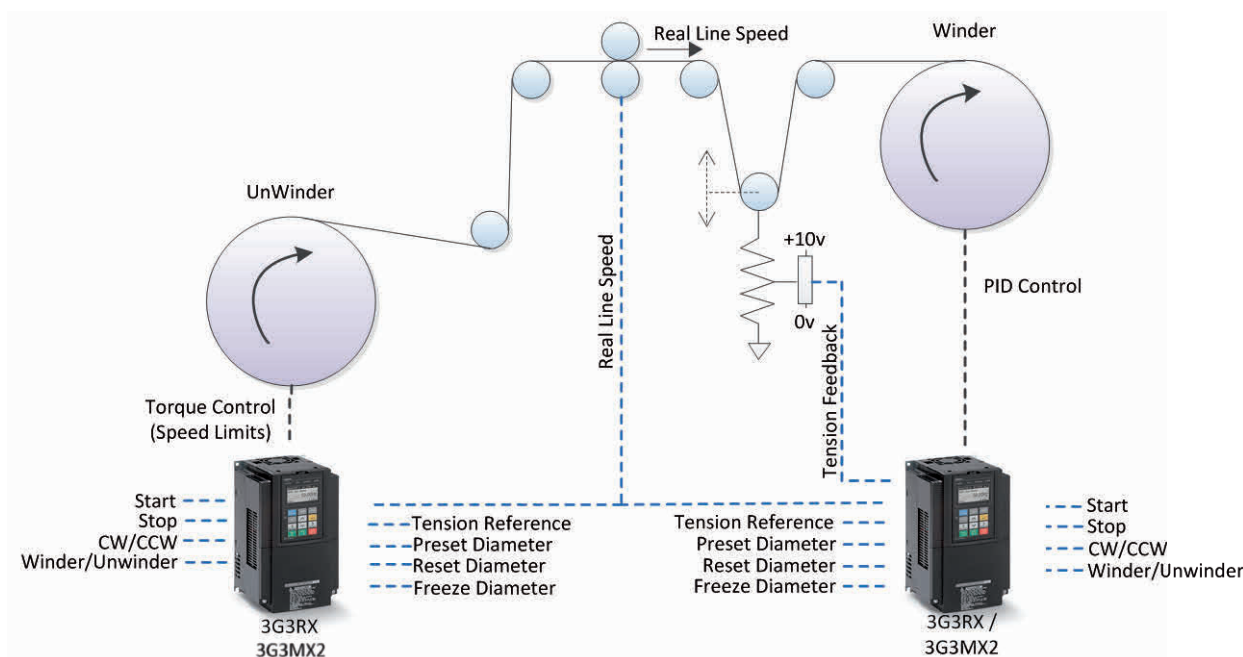 Real Line Speed
Winder
UnWinder
+10v
0v
Real Line Speed
Tension Feedback
PID Control
Torque Control
(Speed Limits)
Start
Stop
CW/CCW
Winder/Unwinder
Tension Reference
Preset Diameter
Reset Diameter
Freeze Diameter
3G3RX
3G3MX2
Tension Reference
Preset Diameter
Reset Diameter
Freeze Diameter
Start
Stop
CW/CCW
Winder/Unwinder
3G3RX /
3G3MX2